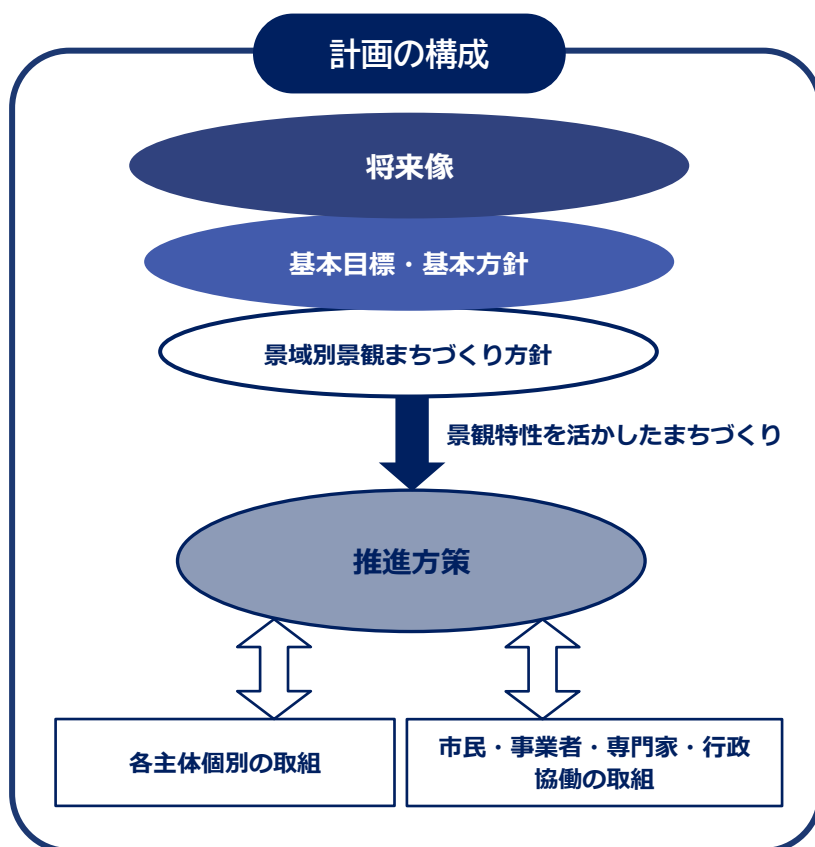 計画の構成
将来像
基本目標・基本方針
景域別景観まちづくり方針
景観特性を活かしたまちづくり
推進方策
各主体個別の取組
市民・事業者・専門家・行政
協働の取組